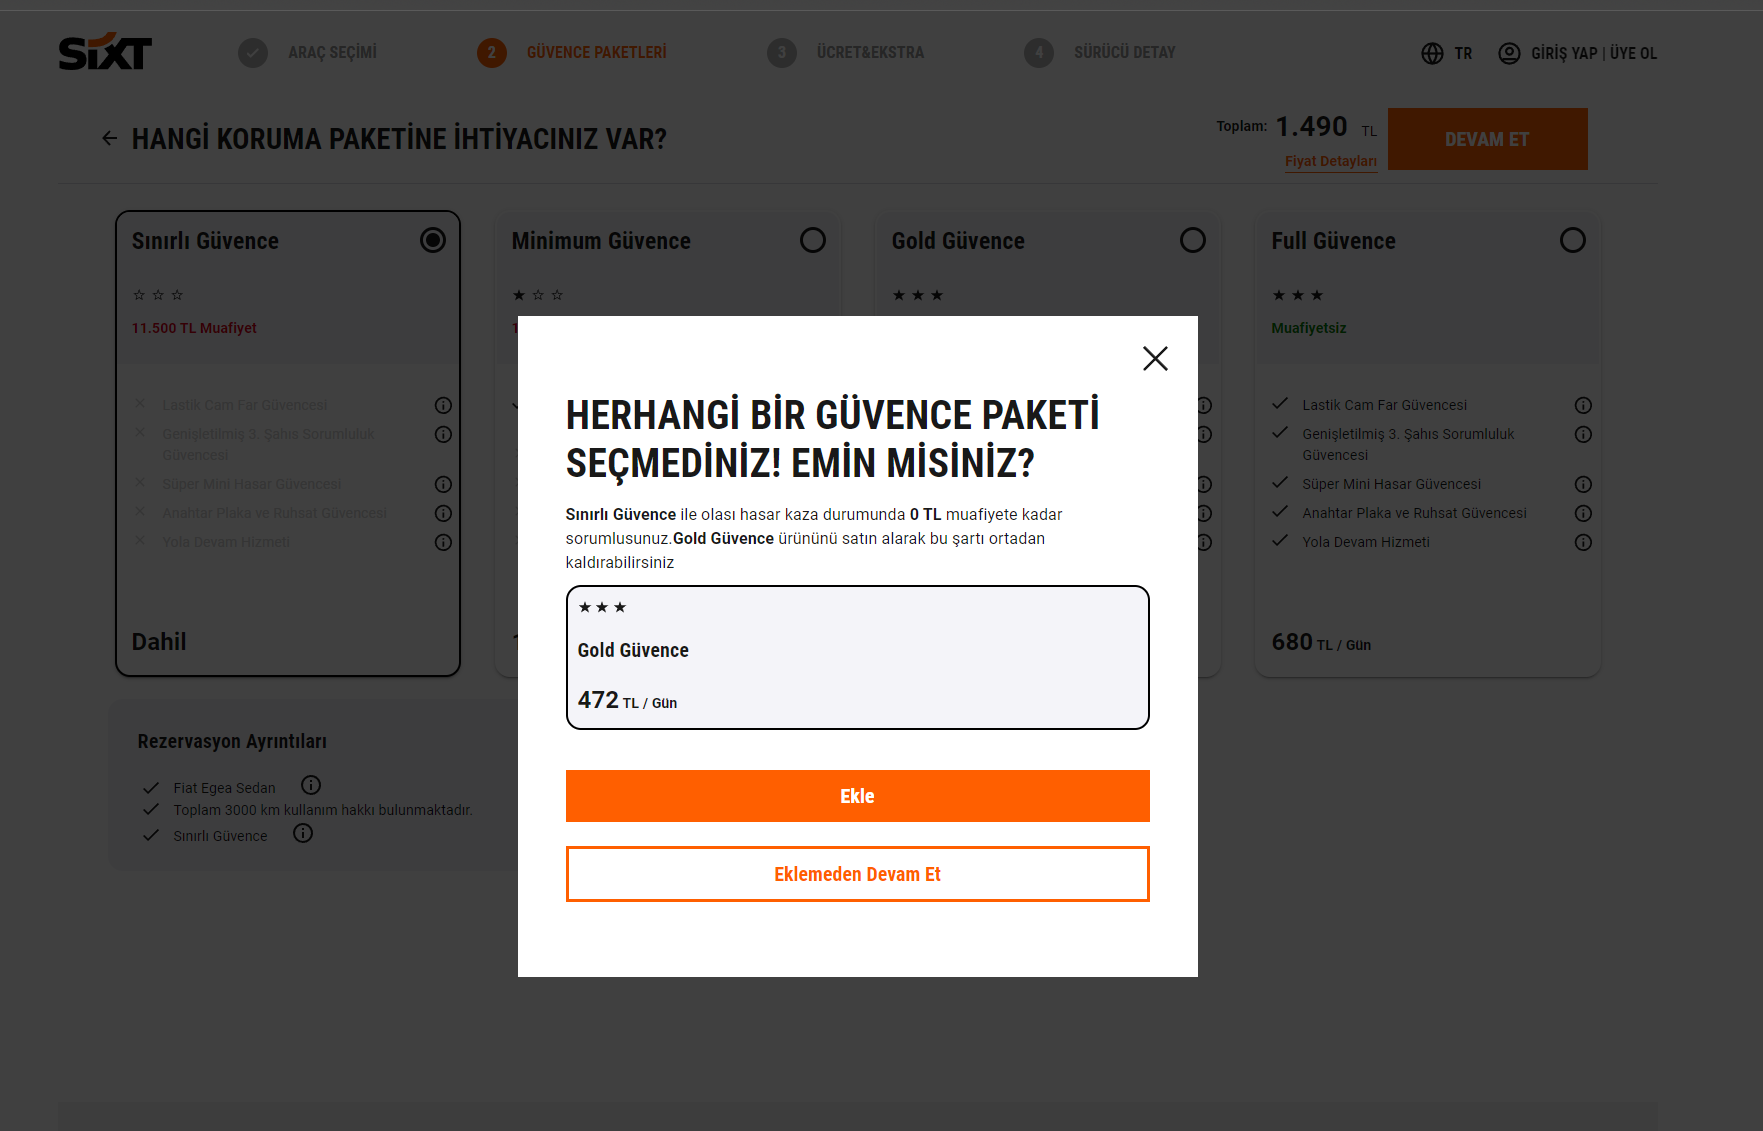 SIXT
ARAÇ SEÇİMİ
2 GÜVENCE PAKETLERİ
3 ÜCRET&EKSTRA
4 SÜRÜCÜ DETAY
TR
GİRİŞ YAP | ÜYE OL
HANGİ KORUMA PAKETİNE İHTİYACINIZ VAR?
Toplam: 1.490 TL
Fiyat Detayları
DEVAM ET
Sınırlı Güvence
11.500 TL Muafiyet
Lastik Cam Far Güvencesi
Genişletilmiş 3. Şahıs Sorumluluk
Güvencesi
Süper Mini Hasar Güvencesi
Anahtar Plaka ve Ruhsat Güvencesi
Yola Devam Hizmeti
Dahil
Minimum Güvence
Gold Güvence
Full Güvence
Muafiyetsiz
Lastik Cam Far Güvencesi
Genişletilmiş 3. Şahıs Sorumluluk
Güvencesi
Süper Mini Hasar Güvencesi
Anahtar Plaka ve Ruhsat Güvencesi
Yola Devam Hizmeti
680 TL / Gün
HERHANGİ BİR GÜVENCE PAKETİ
SEÇMEDİNİZ! EMİN MİSİNİZ?
Sınırlı Güvence ile olası hasar kaza durumunda 0 TL muafiyete kadar
sorumlusunuz.Gold Güvence ürününü satın alarak bu şartı ortadan
kaldırabilirsiniz
★★★
Gold Güvence
472 TL / Gün
Ekle
Eklemeden Devam Et
Rezervasyon Ayrıntıları
Fiat Egea Sedan
Toplam 3000 km kullanım hakkı bulunmaktadır.
Sınırlı Güvence